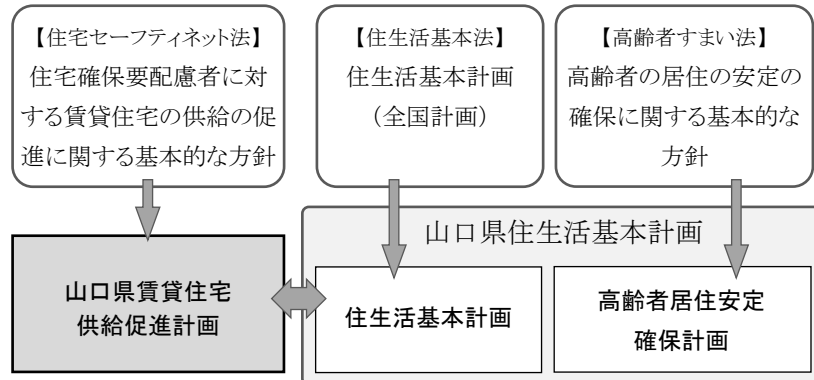 【住宅セーフティネット法】
住宅確保要配慮者に対
する賃貸住宅の供給の促
進に関する基本的な方針
【住生活基本法】
住生活基本計画
（全国計画）
【高齢者すまい法】
高齢者の居住の安定の
確保に関する基本的な
方針
山口県住生活基本計画
山口県賃貸住宅
供給促進計画
住生活基本計画
高齢者居住安定
確保計画